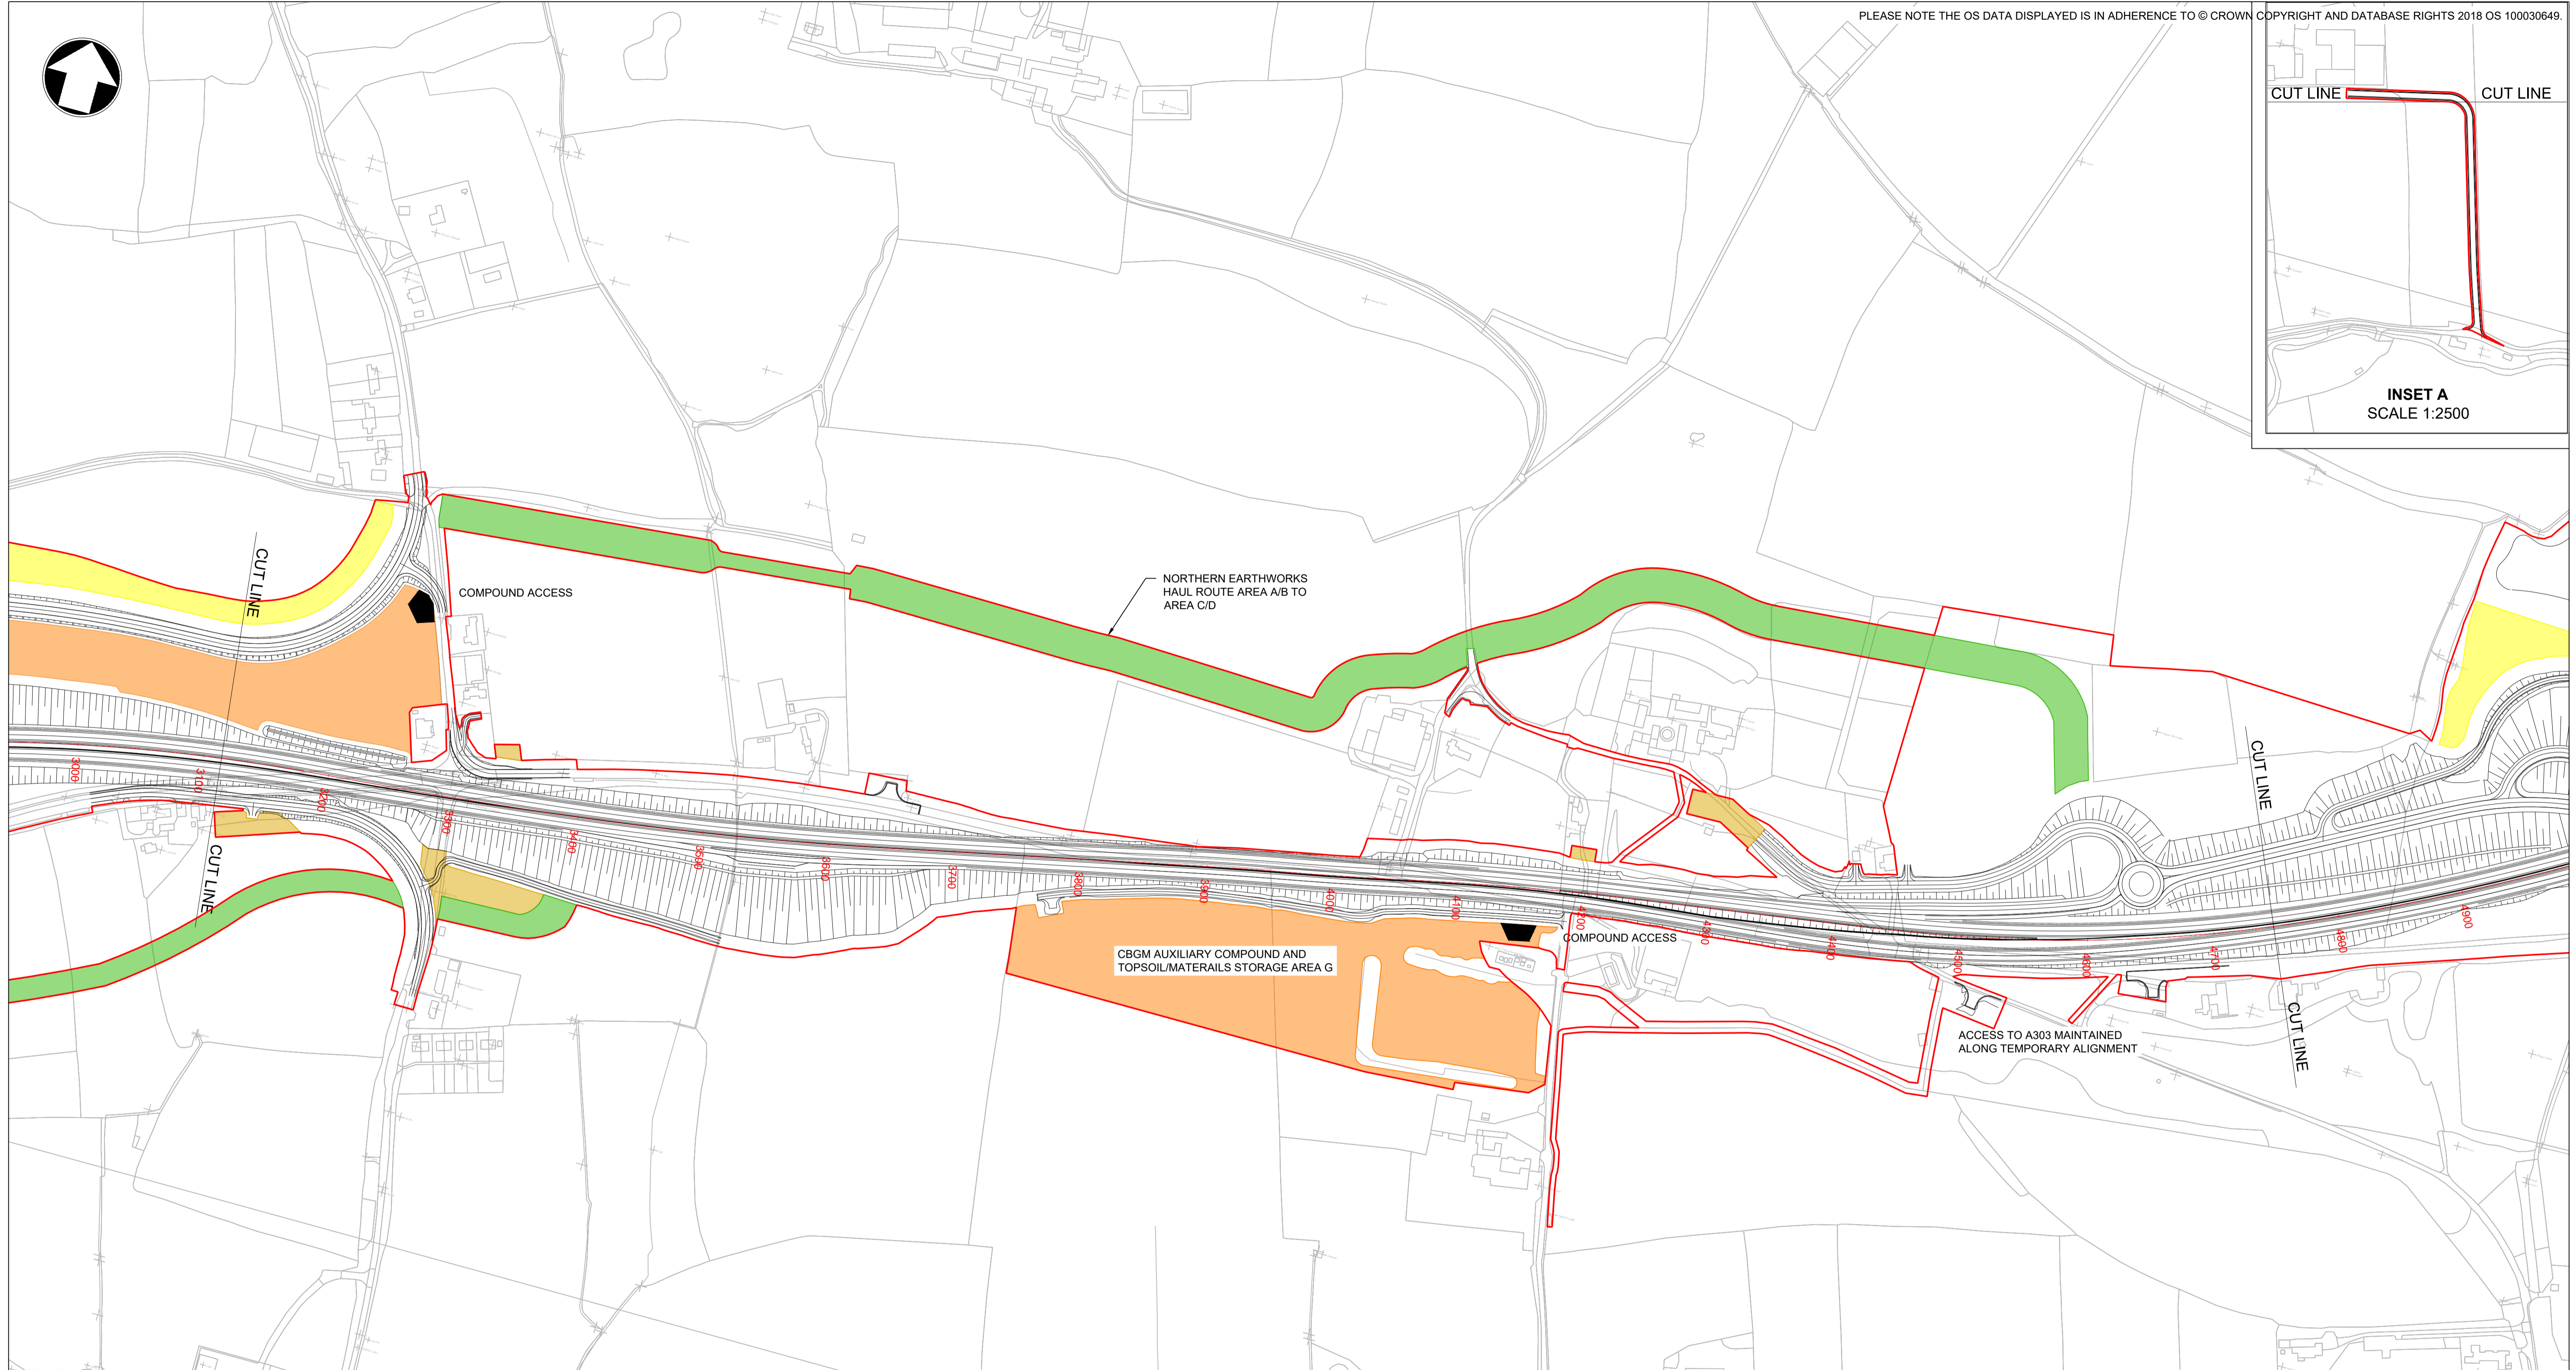 PLEASE NOTE THE OS DATA DISPLAYED IS IN ADHERENCE TO © CROWN COPYRIGHT AND DATABASE RIGHTS 2018 OS 100030649.
CUT LINE
CUT LINE
INSET A
SCALE 1:2500
CUT LINE
COMPOUND ACCESS
NORTHERN EARTHWORKS
HAUL ROUTE AREA A/B TO
AREA C/D
CUT LINE
3000
3100
3200
3300
3400
3500
3600
3700
3800
3900
4000
4100
4200
4300
4400
4500
4600
4700
4800
4900
CUT LINE
COMPOUND ACCESS
CBGM AUXILIARY COMPOUND AND
TOPSOIL/MATERAILS STORAGE AREA G
ACCESS TO A303 MAINTAINED
ALONG TEMPORARY ALIGNMENT
CUT LINE